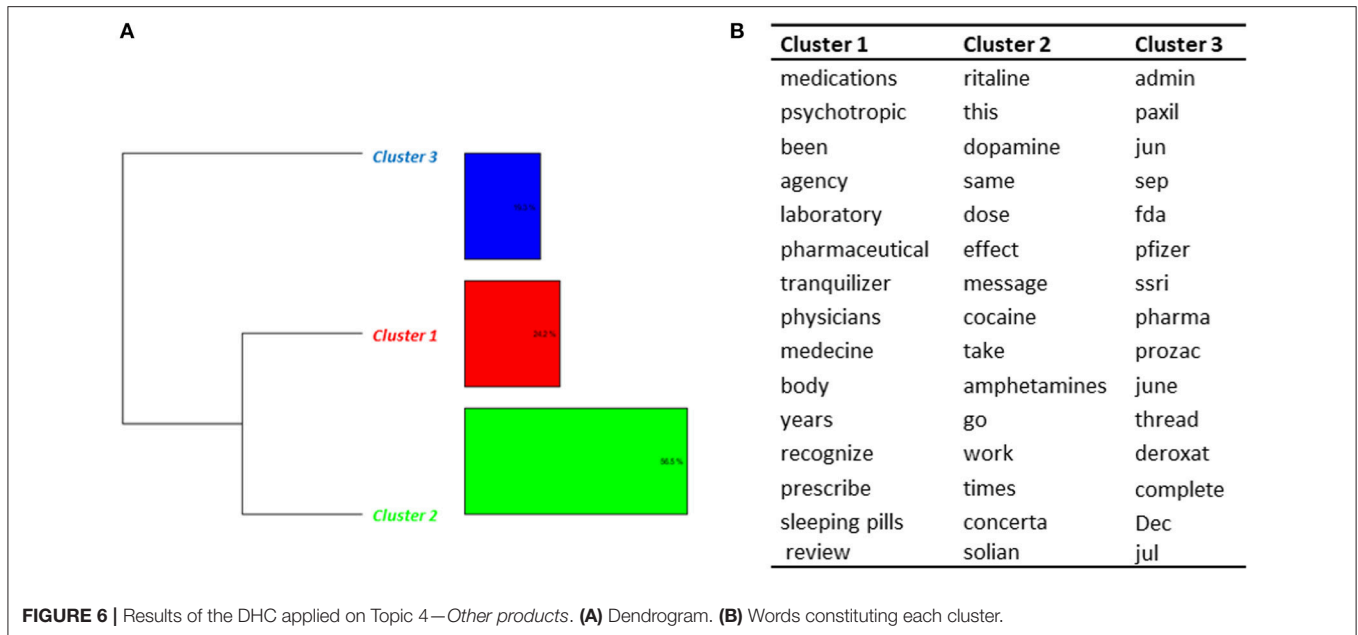 A
Cluster 3
Cluster 1
24.2 %
Cluster 2
B
Cluster 1 Cluster 2 Cluster 3
medications ritaline admin
psychotropic this paxil
been dopamine jun
agency same sep
laboratory dose fda
pharmaceutical effect pfizer
tranquilizer message ssri
physicians cocaine pharma
medecine take prozac
body amphetamines june
years go thread
recognize work deroxat
prescribe times complete
sleeping pills concerta Dec
review solian jul
FIGURE 6 | Results of the DHC applied on Topic 4—Other products. (A) Dendrogram. (B) Words constituting each cluster.